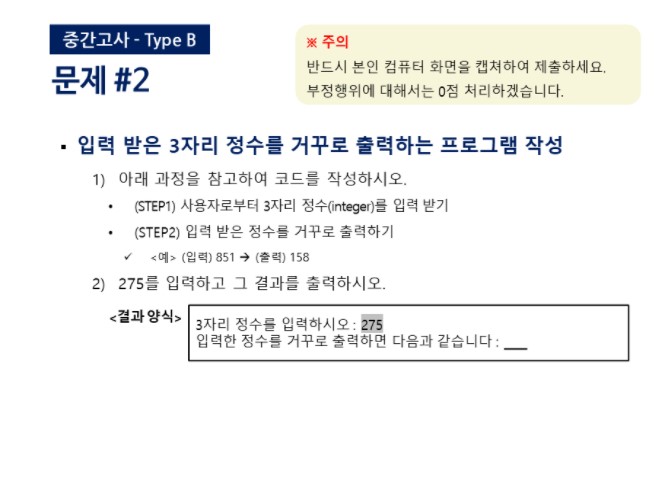 중간고사 - Type B
문제 #2
※ 주의
반드시 본인 컴퓨터 화면을 캡쳐하여 제출하세요.
부정행위에 대해서는 0점 처리하겠습니다.
▪ 입력 받은 3자리 정수를 거꾸로 출력하는 프로그램 작성
1) 아래 과정을 참고하여 코드를 작성하시오.
• (STEP1) 사용자로부터 3자리 정수(integer)를 입력 받기
• (STEP2) 입력 받은 정수를 거꾸로 출력하기
✓ <예> (입력) 851 → (출력) 158
2) 275를 입력하고 그 결과를 출력하시오.
<결과 양식>
3자리 정수를 입력하시오 : 275
입력한 정수를 거꾸로 출력하면 다음과 같습니다 : ___